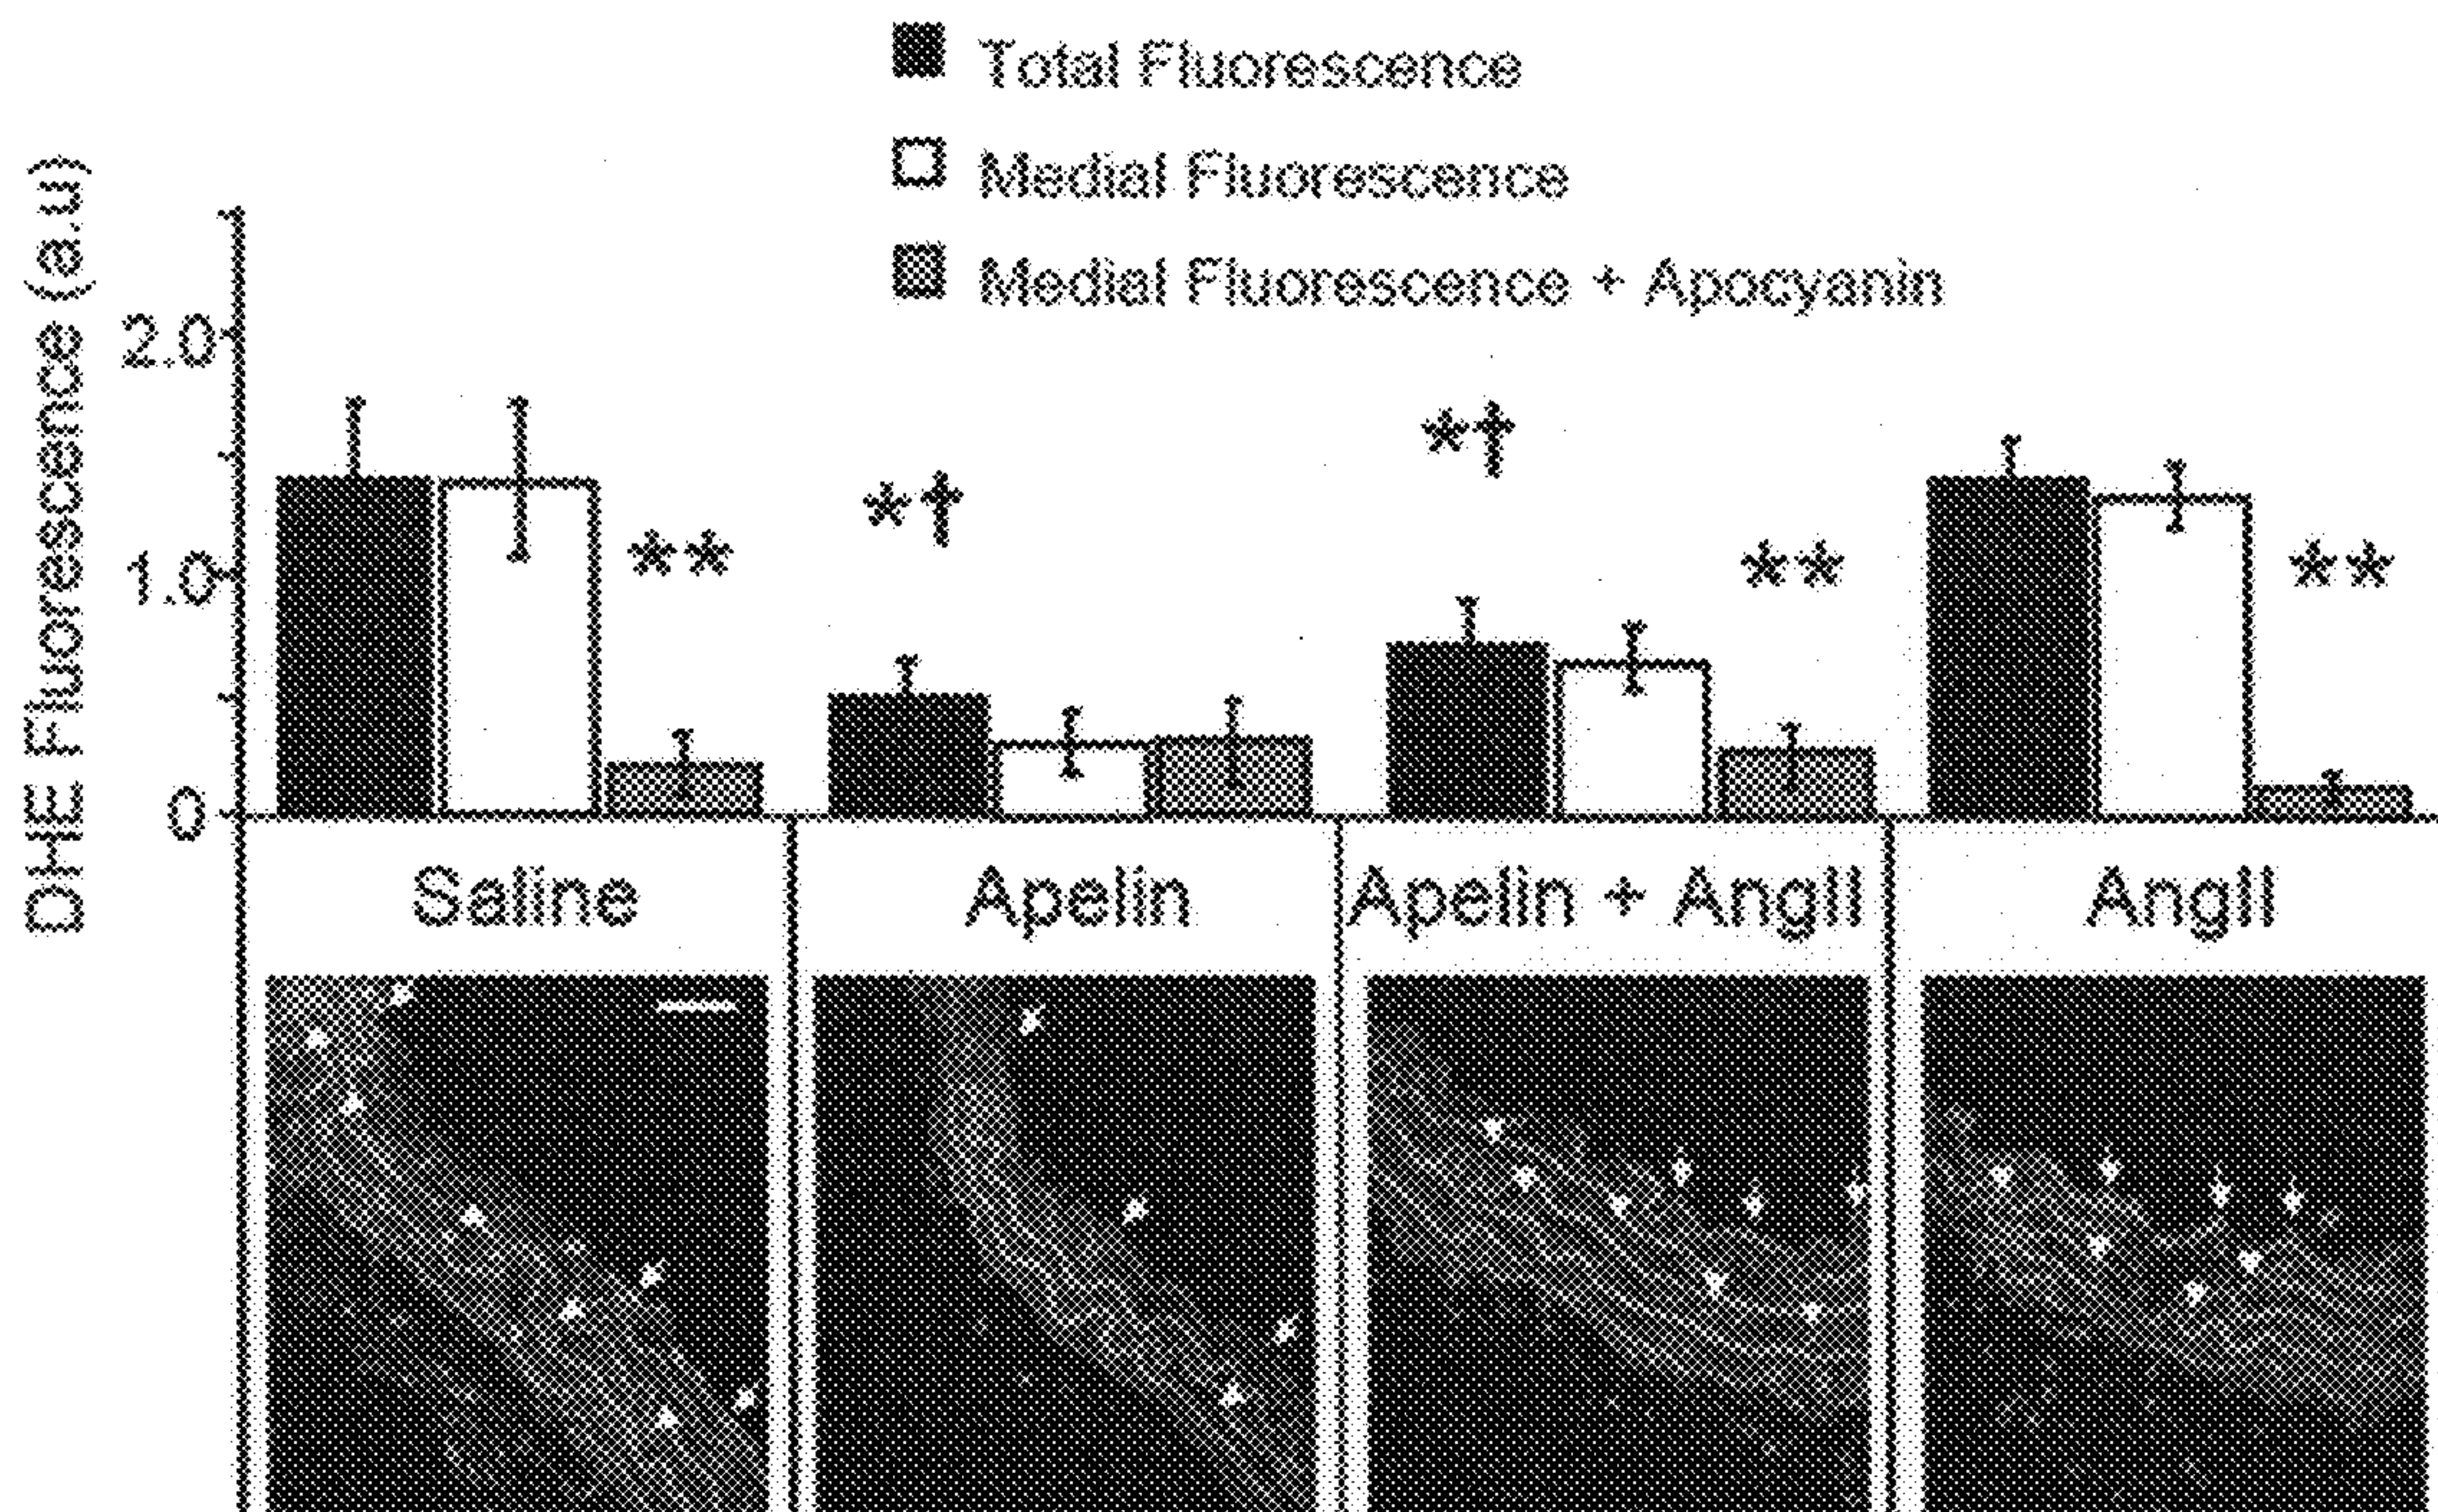 Total Fluorescence
Medial Fluorescence
Medial Fluorescence + Apocyanin
DHE Fluorescence (a.u)
2.0
1.0
0
**
*†
*†
**
**
Saline
Apelin
Apelin + AngII
AngII